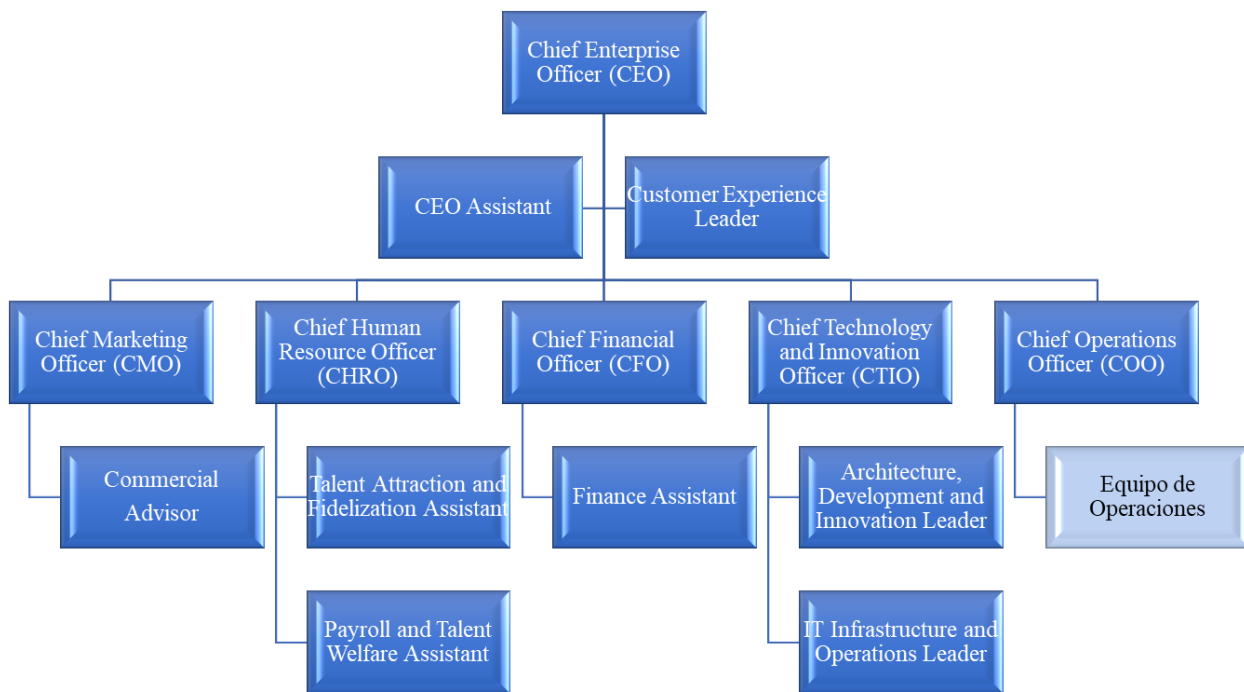 Chief Enterprise
Officer (CEO)
CEO Assistant
Customer Experience
Leader
Chief Marketing
Officer (CMO)
Chief Human
Resource Officer
(CHRO)
Chief Financial
Officer (CFO)
Chief Technology
and Innovation
Officer (CTIO)
Chief Operations
Officer (COO)
Commercial
Advisor
Talent Attraction and
Fidelization Assistant
Finance Assistant
Architecture,
Development and
Innovation Leader
Equipo de
Operaciones
Payroll and Talent
Welfare Assistant
IT Infrastructure and
Operations Leader